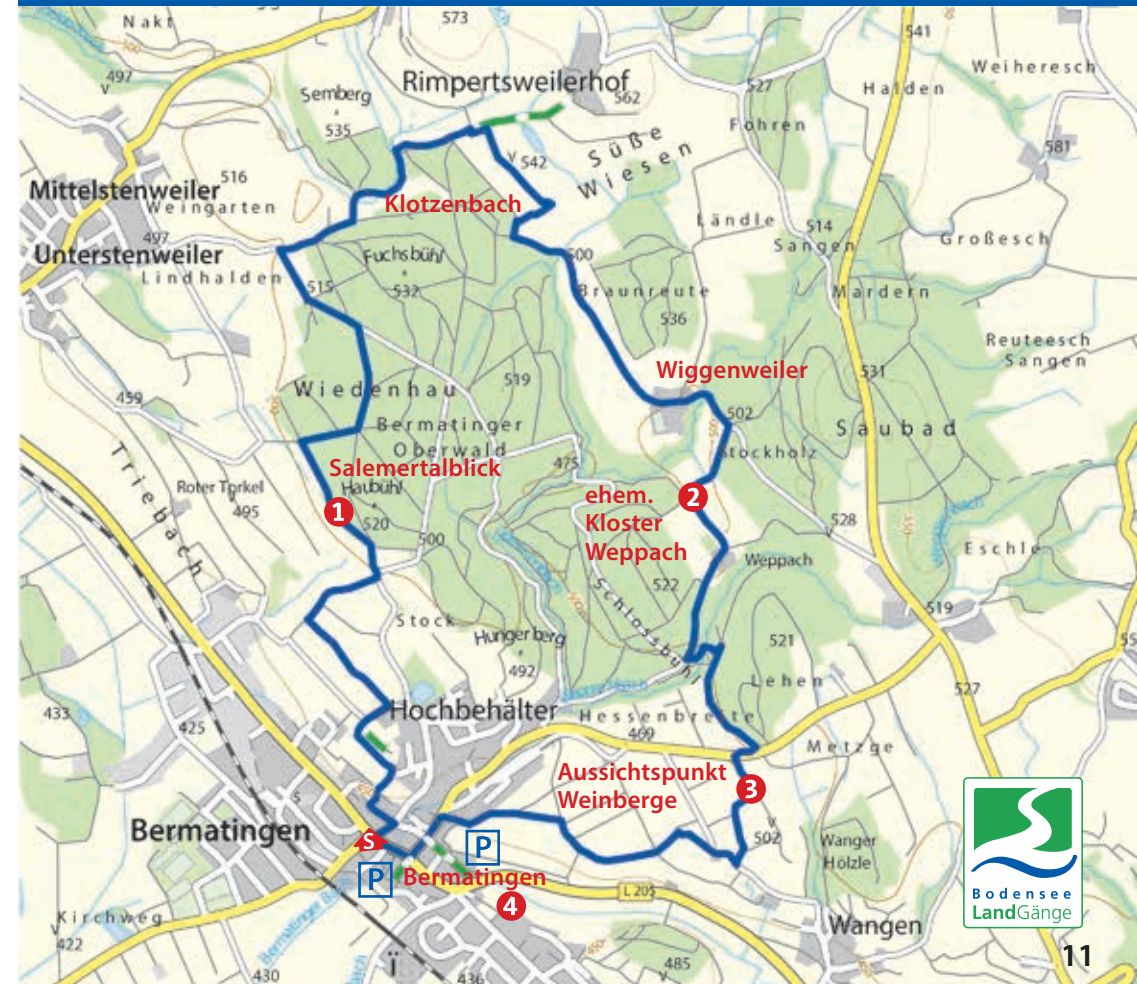 Nakt
573
541
497
Weiheresch
Rimpertsweilerhof
Semberg
562
527
Halden
535
Fohren
581
Süße
Wiesen
542
516
Mittelstenweiler
Weingarten
Klotzenbach
Ländle
514
Sangen
Großesch
497
Unterstenweiler
Lindhalden
Fuchsbühl
500
515
532
Braunreute
Mardern
536
Reuteesch
Sangen
Wiggenweiler
531
519
Wiedenhau
459
502
Bermatinger
Oberwald
Saubad
Stockholz
Triebach
475
Salemertalblick
Roter Torkel
495
Haubühl
1
520
ehem.
Kloster
Weppach
2
528
500
Eschle
Weppach
522
519
Schlossbühl
Stock
Hungerberg
492
521
Lehen
527
433
425
Hochbehälter
Hessenbreite
469
Metzge
Aussichtspunkt
Weinberge
3
Bermatingen
S
P
P
502
Wanger
Hölzle
Bermatingen
4
L 205
Kirchweg
422
Wangen
430
436
485
450
Bodensee
LandGänge
11